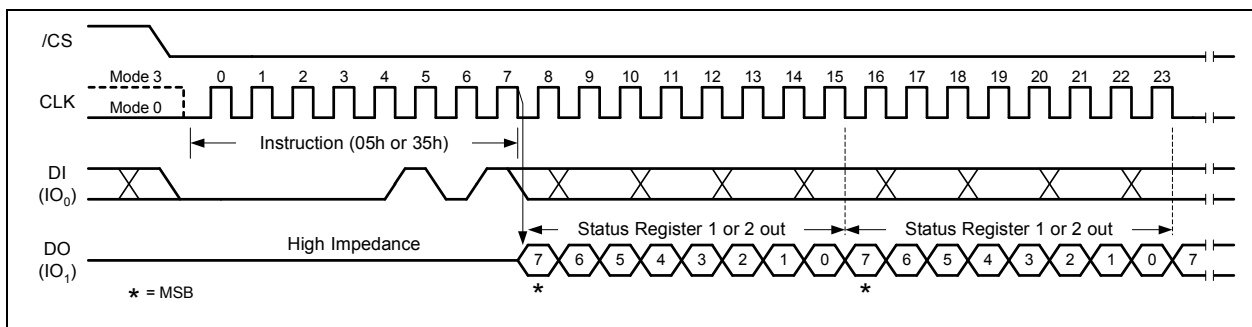 /CS
Mode 3 0 1 2 3 4 5 6 7 8 9 10 11 12 13 14 15 16 17 18 19 20 21 22 23
CLK Mode 0
Instruction (05h or 35h)
DI
(IO0)
Status Register 1 or 2 out Status Register 1 or 2 out
DO High Impedance
(IO1) 7 6 5 4 3 2 1 0 7 6 5 4 3 2 1 0 7
* = MSB * *